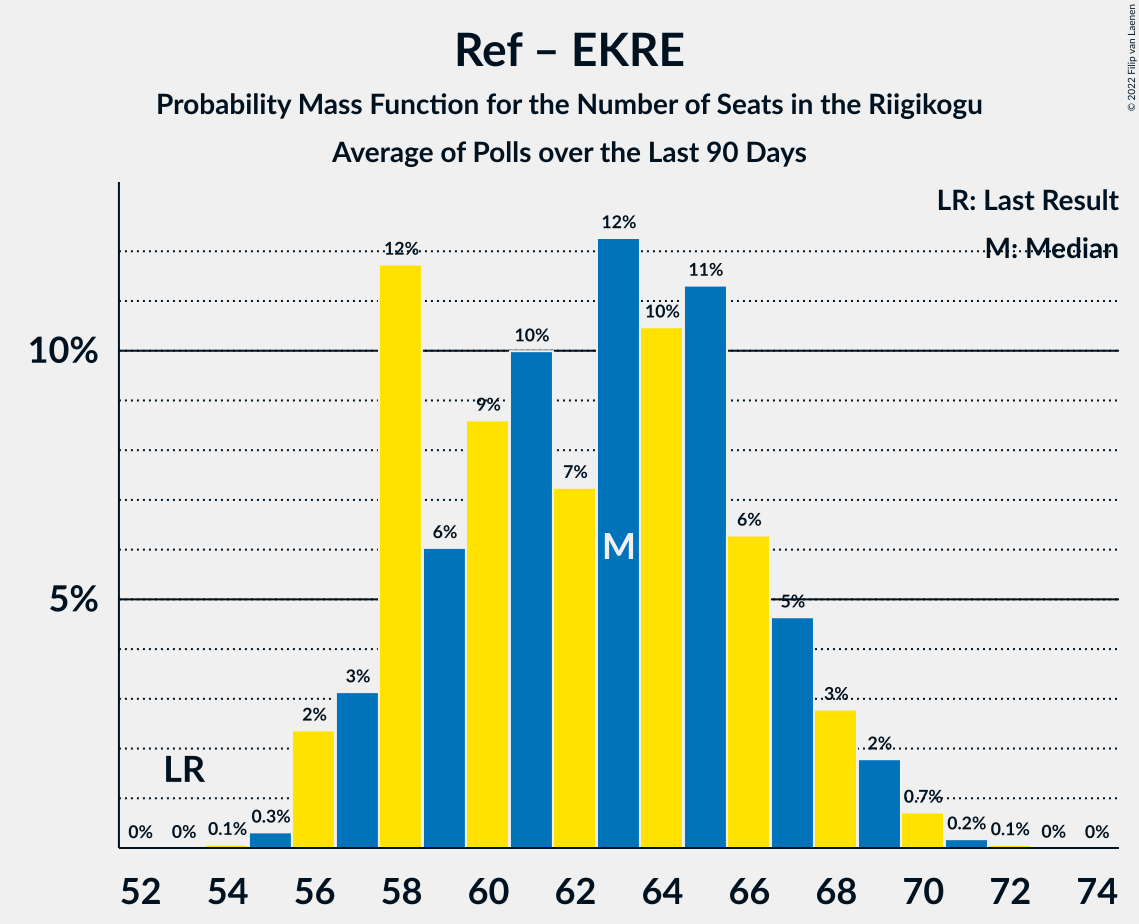 Ref – EKRE
Probability Mass Function for the Number of Seats in the Riigikogu
Average of Polls over the Last 90 Days
© 2022 Filip van Laenen
LR: Last Result
M: Median
10%
5%
0%
0%
0.1%
0.3%
2%
3%
12%
6%
9%
10%
7%
12%
10%
11%
6%
5%
3%
2%
0.7%
0.2%
0.1%
0%
0%
LR
M
52 54 56 58 60 62 64 66 68 70 72 74